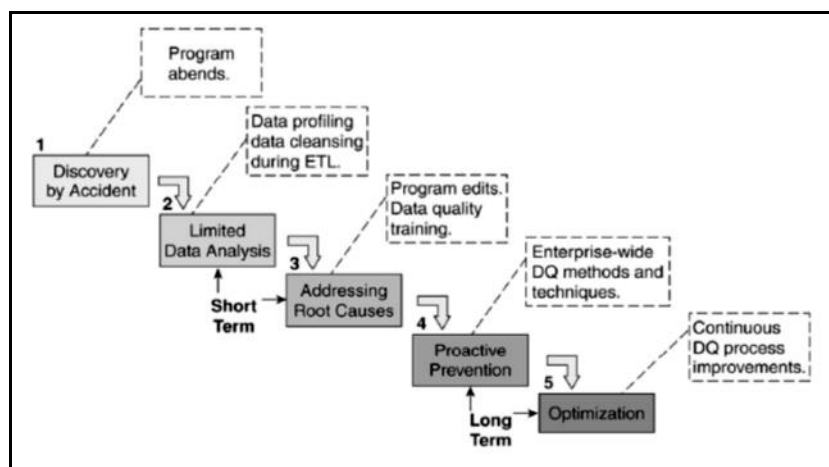 Program
abends.
1
Discovery
by Accident
Data profiling
data cleansing
during ETL.
2
Limited
Data Analysis
Program edits.
Data quality
training.
3
Addressing
Root Causes
Short
Term
Enterprise-wide
DQ methods and
techniques.
4
Proactive
Prevention
Continuous
DQ process
improvements.
5
Optimization
Long
Term